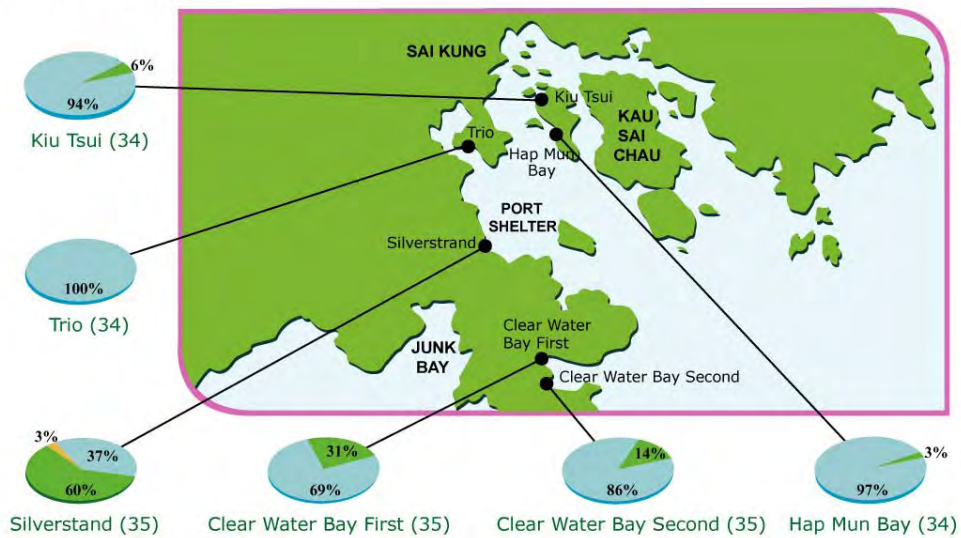 SAI KUNG
6%
94%
Kiu Tsui (34)
Kiu Tsui
KAU
SAI
CHAU
Trio
Hap Mun
Bay
PORT
SHELTER
Silverstrand
100%
Trio (34)
Clear Water
Bay First
JUNK
BAY
Clear Water Bay Second
3%
37%
60%
Silverstand (35)
31%
69%
Clear Water Bay First (35)
14%
86%
Clear Water Bay Second (35)
3%
97%
Hap Mun Bay (34)